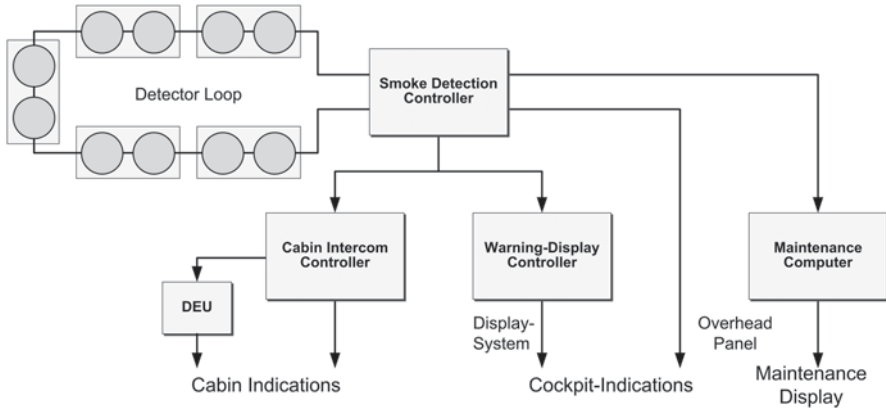 Detector Loop
Smoke Detection
Controller
Cabin Intercom
Controller
Warning-Display
Controller
Maintenance
Computer
DEU
Display-
System
Overhead
Panel
Cabin Indications
Cockpit-Indications
Maintenance
Display